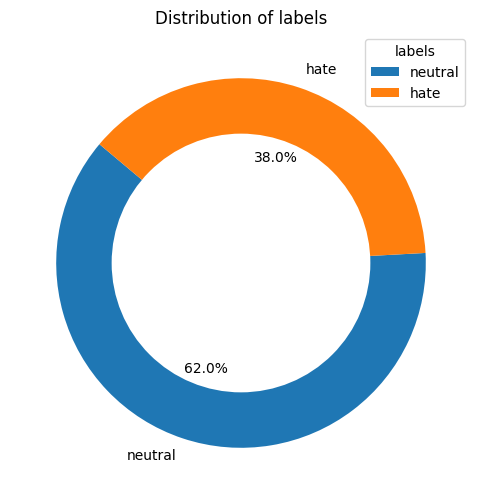 Distribution of labels
labels
neutral
hate
hate
38.0%
62.0%
neutral